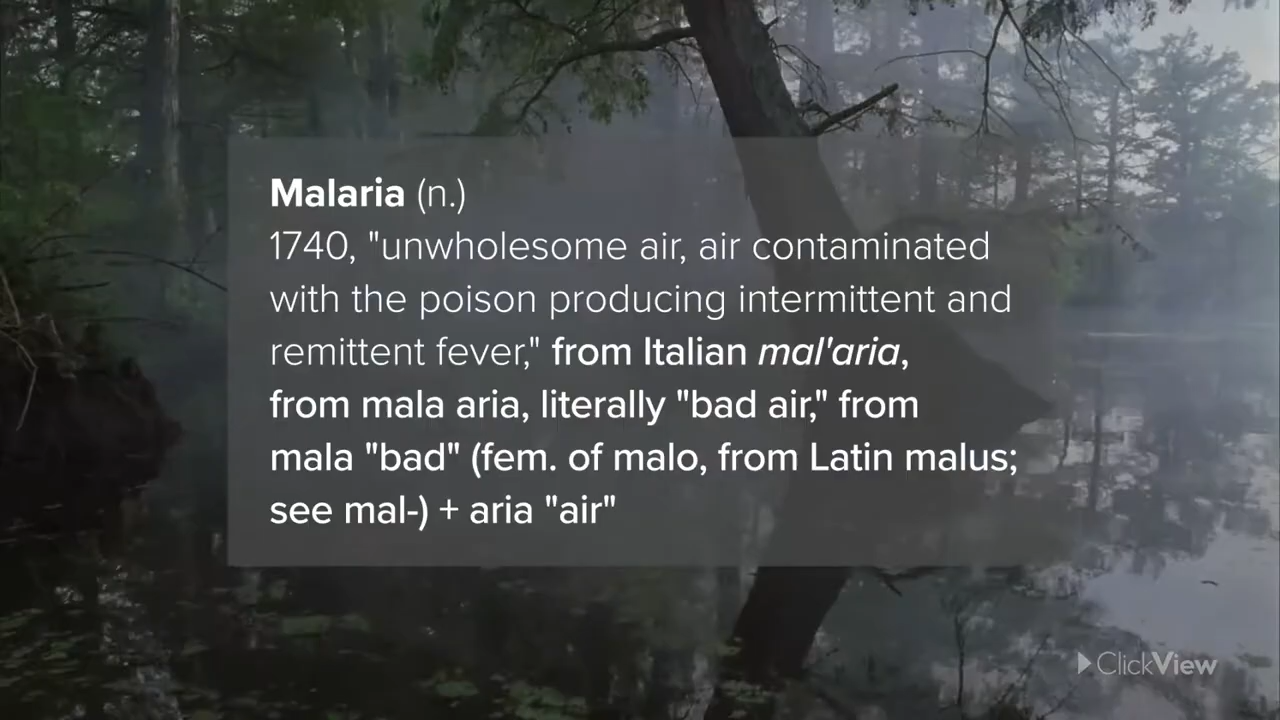 Malaria (n.)
1740, "unwholesome air, air contaminated
with the poison producing intermittent and
remittent fever," from Italian mal'aria,
from mala aria, literally "bad air," from
mala "bad" (fem. of malo, from Latin malus;
see mal-) + aria "air"
ClickView